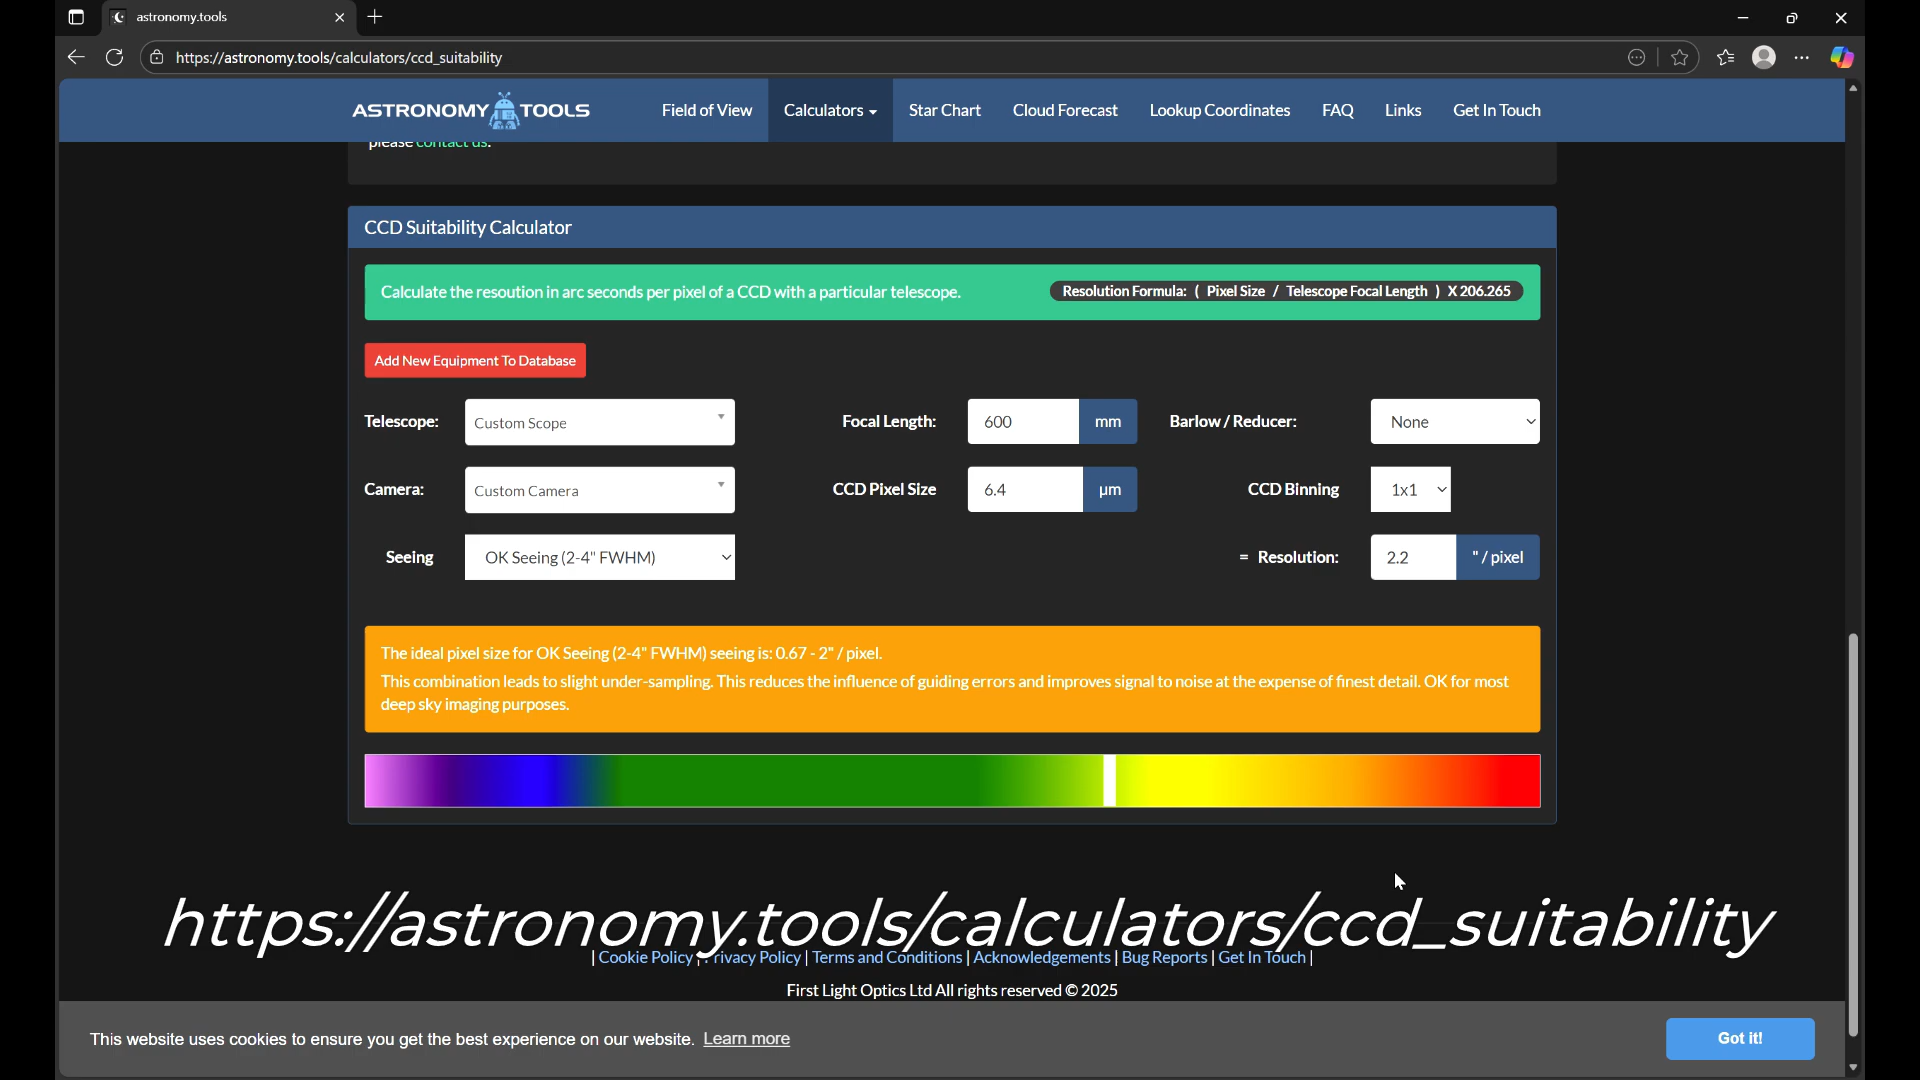 astronomy.tools
https://astronomy.tools/calculators/ccd_suitability
ASTRONOMY TOOLS
Field of View
Calculators
Star Chart
Cloud Forecast
Lookup Coordinates
FAQ
Links
Get In Touch
please contact us.
CCD Suitability Calculator
Calculate the resoution in arc seconds per pixel of a CCD with a particular telescope.
Resolution Formula: ( Pixel Size / Telescope Focal Length ) X 206.265
Add New Equipment To Database
Telescope: Custom Scope
Focal Length: 600 mm
Barlow / Reducer: None
Camera: Custom Camera
CCD Pixel Size 6.4 µm
CCD Binning 1x1
Seeing OK Seeing (2-4" FWHM)
= Resolution: 2.2 " / pixel
The ideal pixel size for OK Seeing (2-4" FWHM) seeing is: 0.67 - 2" / pixel.
This combination leads to slight under-sampling. This reduces the influence of guiding errors and improves signal to noise at the expense of finest detail. OK for most
deep sky imaging purposes.
https://astronomy.tools/calculators/ccd_suitability
| Cookie Policy | Privacy Policy | Terms and Conditions | Acknowledgements | Bug Reports | Get In Touch |
First Light Optics Ltd All rights reserved © 2025
This website uses cookies to ensure you get the best experience on our website. Learn more
Got it!